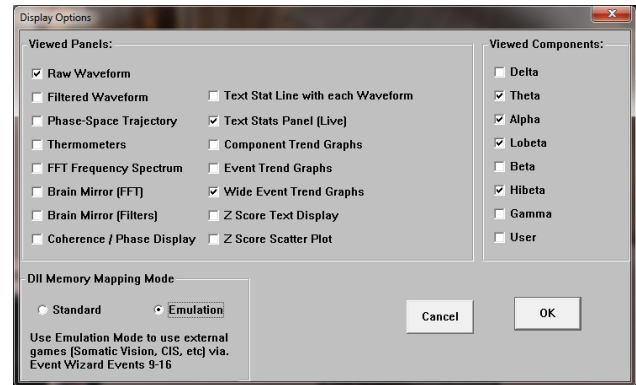 Display Options
Viewed Panels:
Raw Waveform
Filtered Waveform
Phase-Space Trajectory
Thermometers
FFT Frequency Spectrum
Brain Mirror (FFT)
Brain Mirror (Filters)
Coherence / Phase Display
Text Stat Line with each Waveform
Text Stats Panel (Live)
Component Trend Graphs
Event Trend Graphs
Wide Event Trend Graphs
Z Score Text Display
Z Score Scatter Plot
Viewed Components:
Delta
Theta
Alpha
Lobeta
Beta
Hibeta
Gamma
User
Dll Memory Mapping Mode
Standard
Emulation
Use Emulation Mode to use external
games (Somatic Vision, CIS, etc) via.
Event Wizard Events 9-16
Cancel
OK